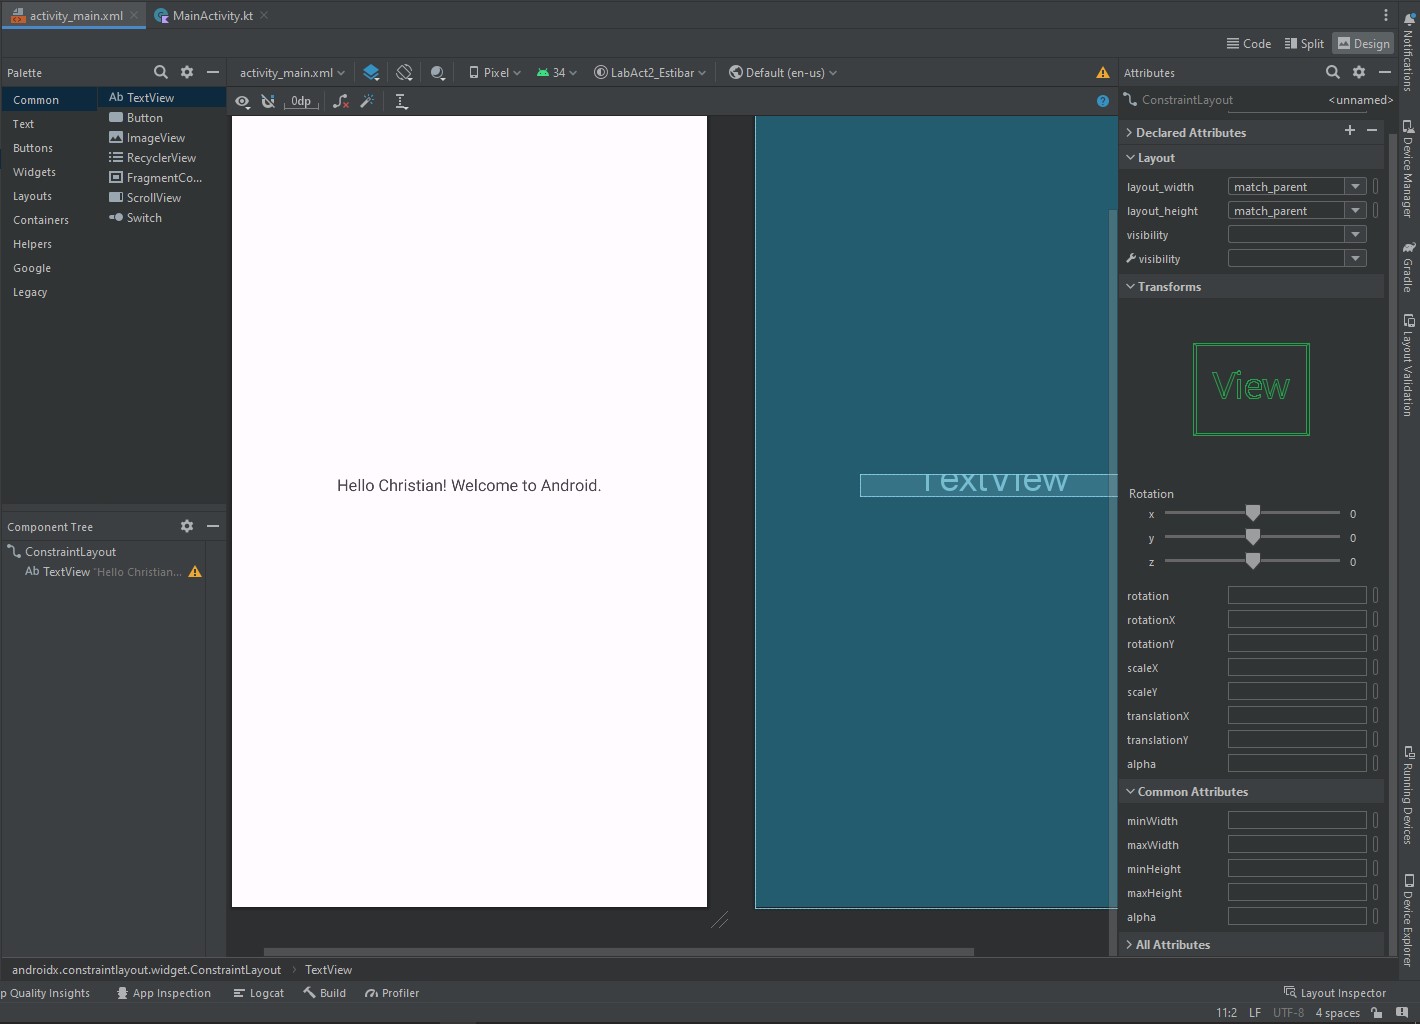 activity_main.xml
MainActivity.kt
Code
Split
Design
Palette
activity_main.xml
Pixel
34
LabAct2_Estibar
Default (en-us)
Attributes
Common
Text
Buttons
Widgets
Layouts
Containers
Helpers
Google
Legacy
Ab TextView
Button
ImageView
RecyclerView
FragmentCo...
ScrollView
Switch
0dp
Hello Christian! Welcome to Android.
TextView
Component Tree
ConstraintLayout
Ab TextView "Hello Christian...
ConstraintLayout
<unnamed>
Declared Attributes
Layout
layout_width
match_parent
layout_height
match_parent
visibility
visibility
Transforms
View
Rotation
x 0
y 0
z 0
rotation
rotationX
rotationY
scaleX
scaleY
translationX
translationY
alpha
Common Attributes
minWidth
maxWidth
minHeight
maxHeight
alpha
All Attributes
Notifications
Device Manager
Gradle
Layout Validation
Running Devices
Device Explorer
androidx.constraintlayout.widget.ConstraintLayout
TextView
p Quality Insights
App Inspection
Logcat
Build
Profiler
Layout Inspector
11:2
LF
UTF-8
4 spaces